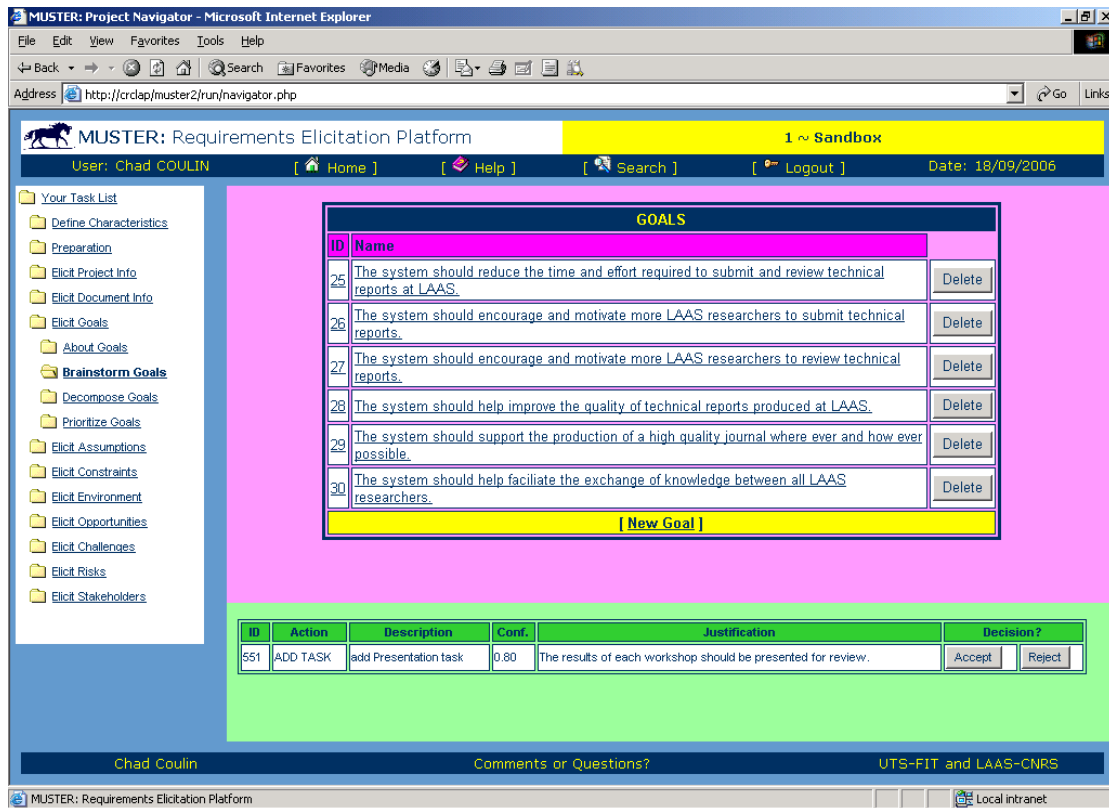 MUSTER: Project Navigator - Microsoft Internet Explorer
File Edit View Favorites Tools Help
Back Search Favorites Media
Address http://crclap/muster2/run/navigator.php Go Links
MUSTER: Requirements Elicitation Platform 1 ~ Sandbox
User: Chad COULIN [ Home ] [ Help ] [ Search ] [ Logout ] Date: 18/09/2006
Your Task List
Define Characteristics
Preparation
Elicit Project Info
Elicit Document Info
Elicit Goals
About Goals
Brainstorm Goals
Decompose Goals
Prioritize Goals
Elicit Assumptions
Elicit Constraints
Elicit Environment
Elicit Opportunities
Elicit Challenges
Elicit Risks
Elicit Stakeholders
GOALS
ID Name
25 The system should reduce the time and effort required to submit and review technical
reports at LAAS. Delete
26 The system should encourage and motivate more LAAS researchers to submit technical
reports. Delete
27 The system should encourage and motivate more LAAS researchers to review technical
reports. Delete
28 The system should help improve the quality of technical reports produced at LAAS. Delete
29 The system should support the production of a high quality journal where ever and how ever
possible. Delete
30 The system should help faciliate the exchange of knowledge between all LAAS
researchers. Delete
[ New Goal ]
ID Action Description Conf. Justification Decision?
551 ADD TASK add Presentation task 0.80 The results of each workshop should be presented for review. Accept Reject
Chad Coulin Comments or Questions? UTS-FIT and LAAS-CNRS
MUSTER: Requirements Elicitation Platform Local intranet